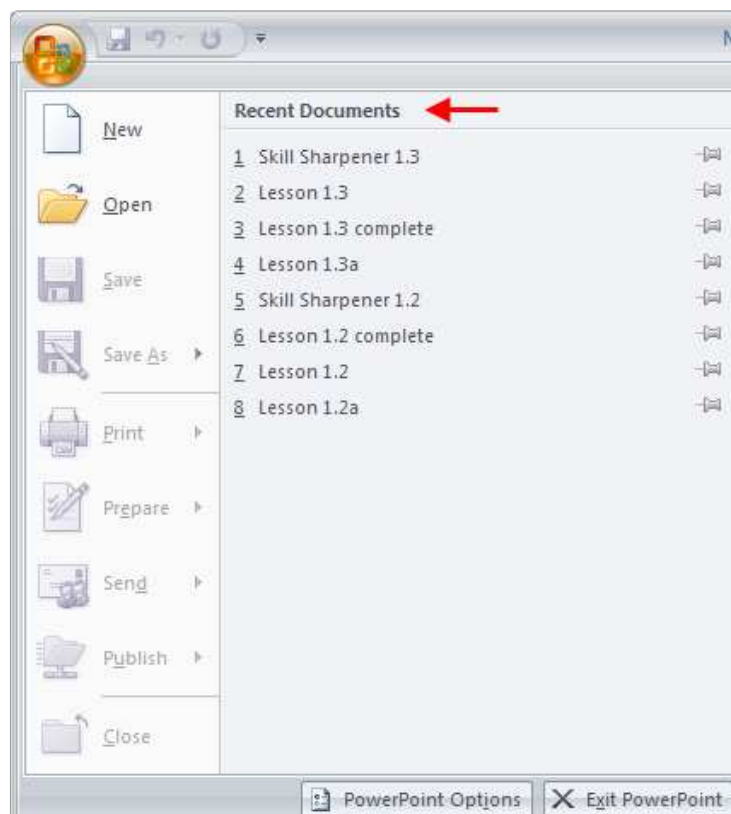 New
Open
Save
Save As
Print
Prepare
Send
Publish
Close
Recent Documents
1 Skill Sharpener 1.3
2 Lesson 1.3
3 Lesson 1.3 complete
4 Lesson 1.3a
5 Skill Sharpener 1.2
6 Lesson 1.2 complete
7 Lesson 1.2
8 Lesson 1.2a
PowerPoint Options
Exit PowerPoint